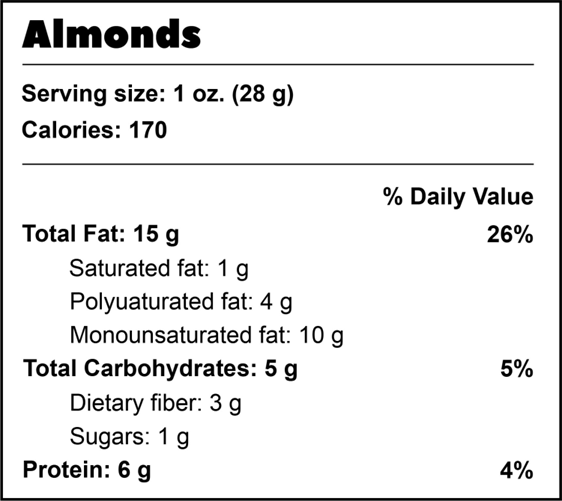 Almonds
Serving size: 1 oz. (28 g)
Calories: 170
% Daily Value
Total Fat: 15 g 26%
Saturated fat: 1 g
Polyuaturated fat: 4 g
Monounsaturated fat: 10 g
Total Carbohydrates: 5 g 5%
Dietary fiber: 3 g
Sugars: 1 g
Protein: 6 g 4%